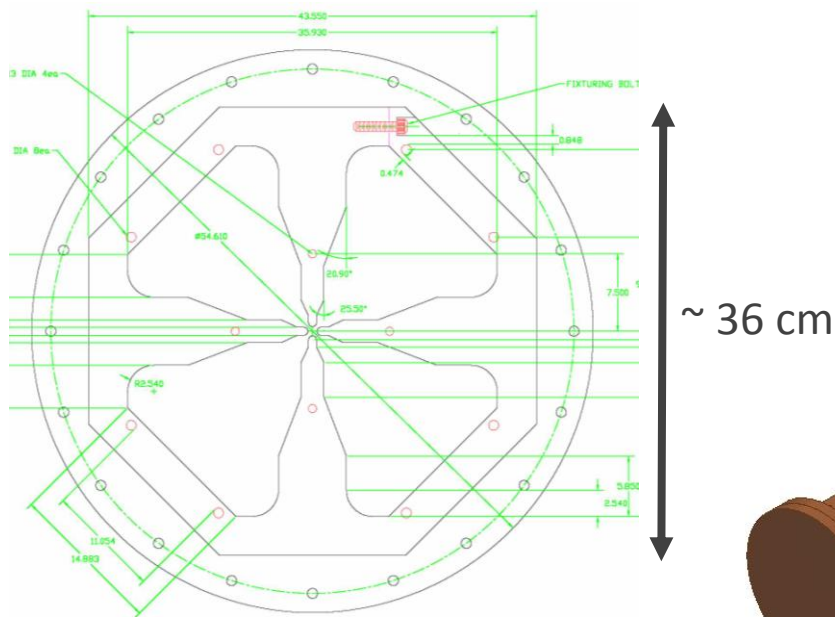 43.550
35.930
3 DIA 4ea
FIXTURING BOLT
0.848
DIA 8ea
0.474
Ø54.610
20.90°
7.500
25.50°
~ 36 cm
R2.540
5.850
2.540
11.054
14.883